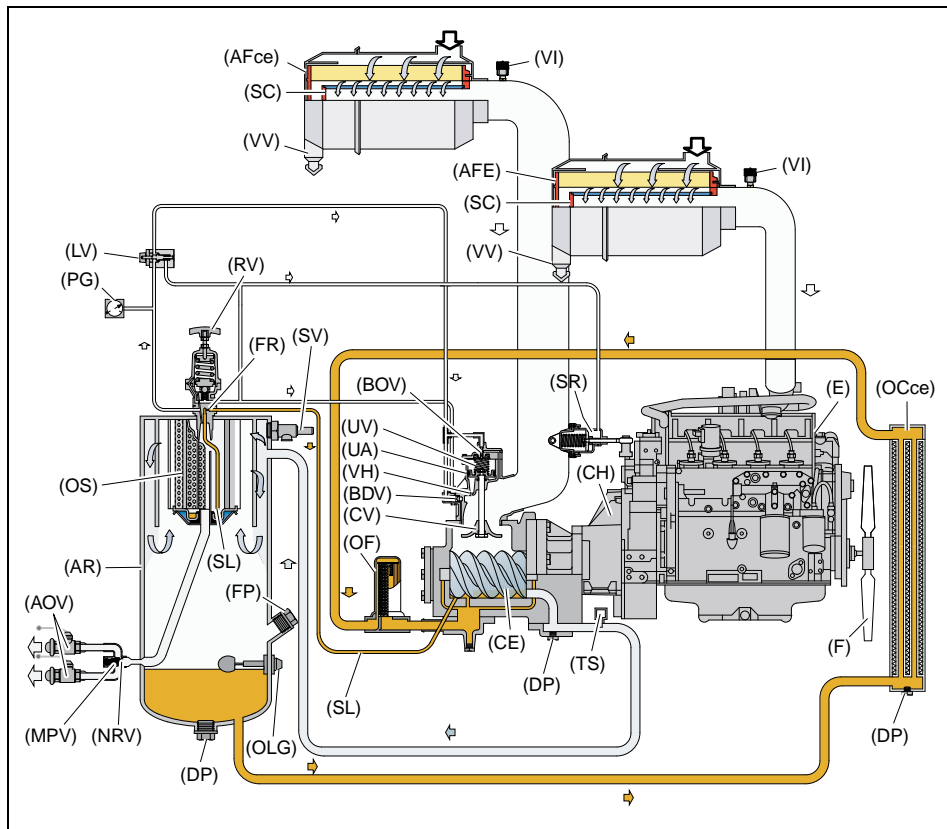 (AFce)
(VI)
(SC)
(VV)
(AFE)
(VI)
(SC)
(VV)
(LV)
(RV)
(PG)
(FR)
(SV)
(BOV)
(SR)
(E)
(OCce)
(UV)
(UA)
(CH)
(VH)
(OS)
(BDV)
(CV)
(OF)
(SL)
(AR)
(FP)
(AOV)
(CE)
(TS)
(F)
(DP)
(SL)
(MPV)
(NRV)
(OLG)
(DP)
(DP)